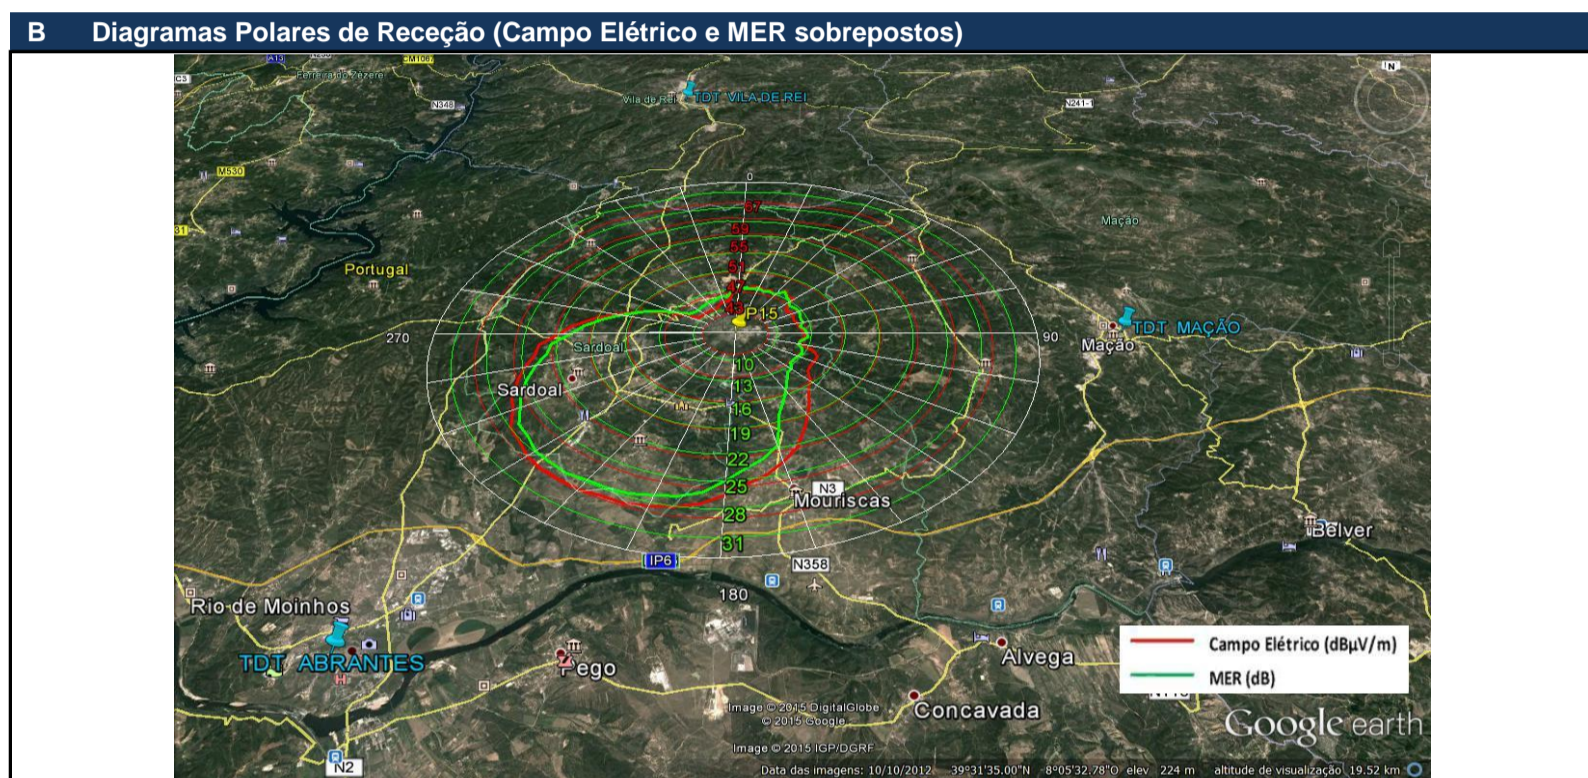 B Diagramas Polares de Receção (Campo Elétrico e MER sobrepostos)
A13
CM1067
Ferreira do Zêzere
N348
Vila de Rei
TDT VILA DE REI
N241-1
N
M530
31
Portugal
Mação
0
67
59
55
51
47
43
P15
270
90
TDT MAÇÃO
Mação
Sardoal
Sardoal
10
13
16
19
22
25
28
31
N3
Mouriscas
Belver
IP6
N358
180
Rio de Moinhos
TDT ABRANTES
Pego
Alvega
Concavada
N2
Campo Elétrico (dBµV/m)
MER (dB)
Image © 2015 DigitalGlobe
© 2015 Google
Image © 2015 IGP/DGRF
Google earth
Data das imagens: 10/10/2012 39°31'35.00"N 8°05'32.78"O elev 224 m altitude de visualização 19.52 km